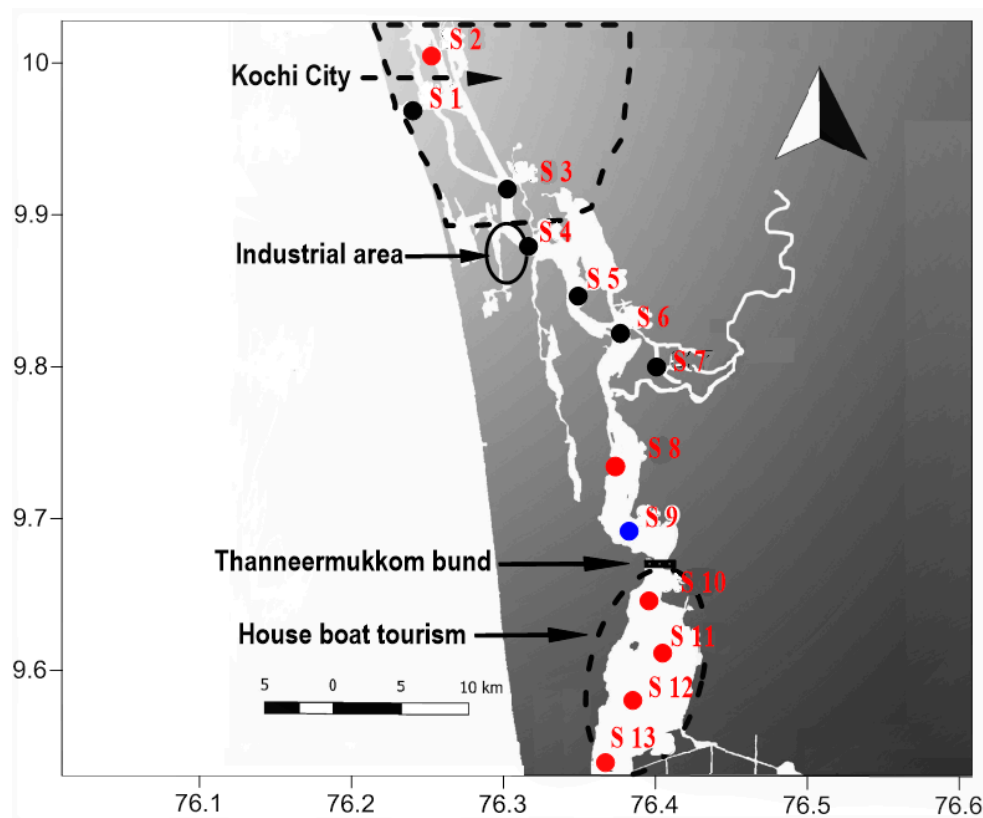 S 2
10
Kochi City
S 1
S 3
9.9
S 4
Industrial area
S 5
S 6
9.8
S 7
S 8
9.7
S 9
Thanneermukkom bund
S 10
House boat tourism
S 11
9.6
S 12
5 0 5 10 km
S 13
76.1 76.2 76.3 76.4 76.5 76.6